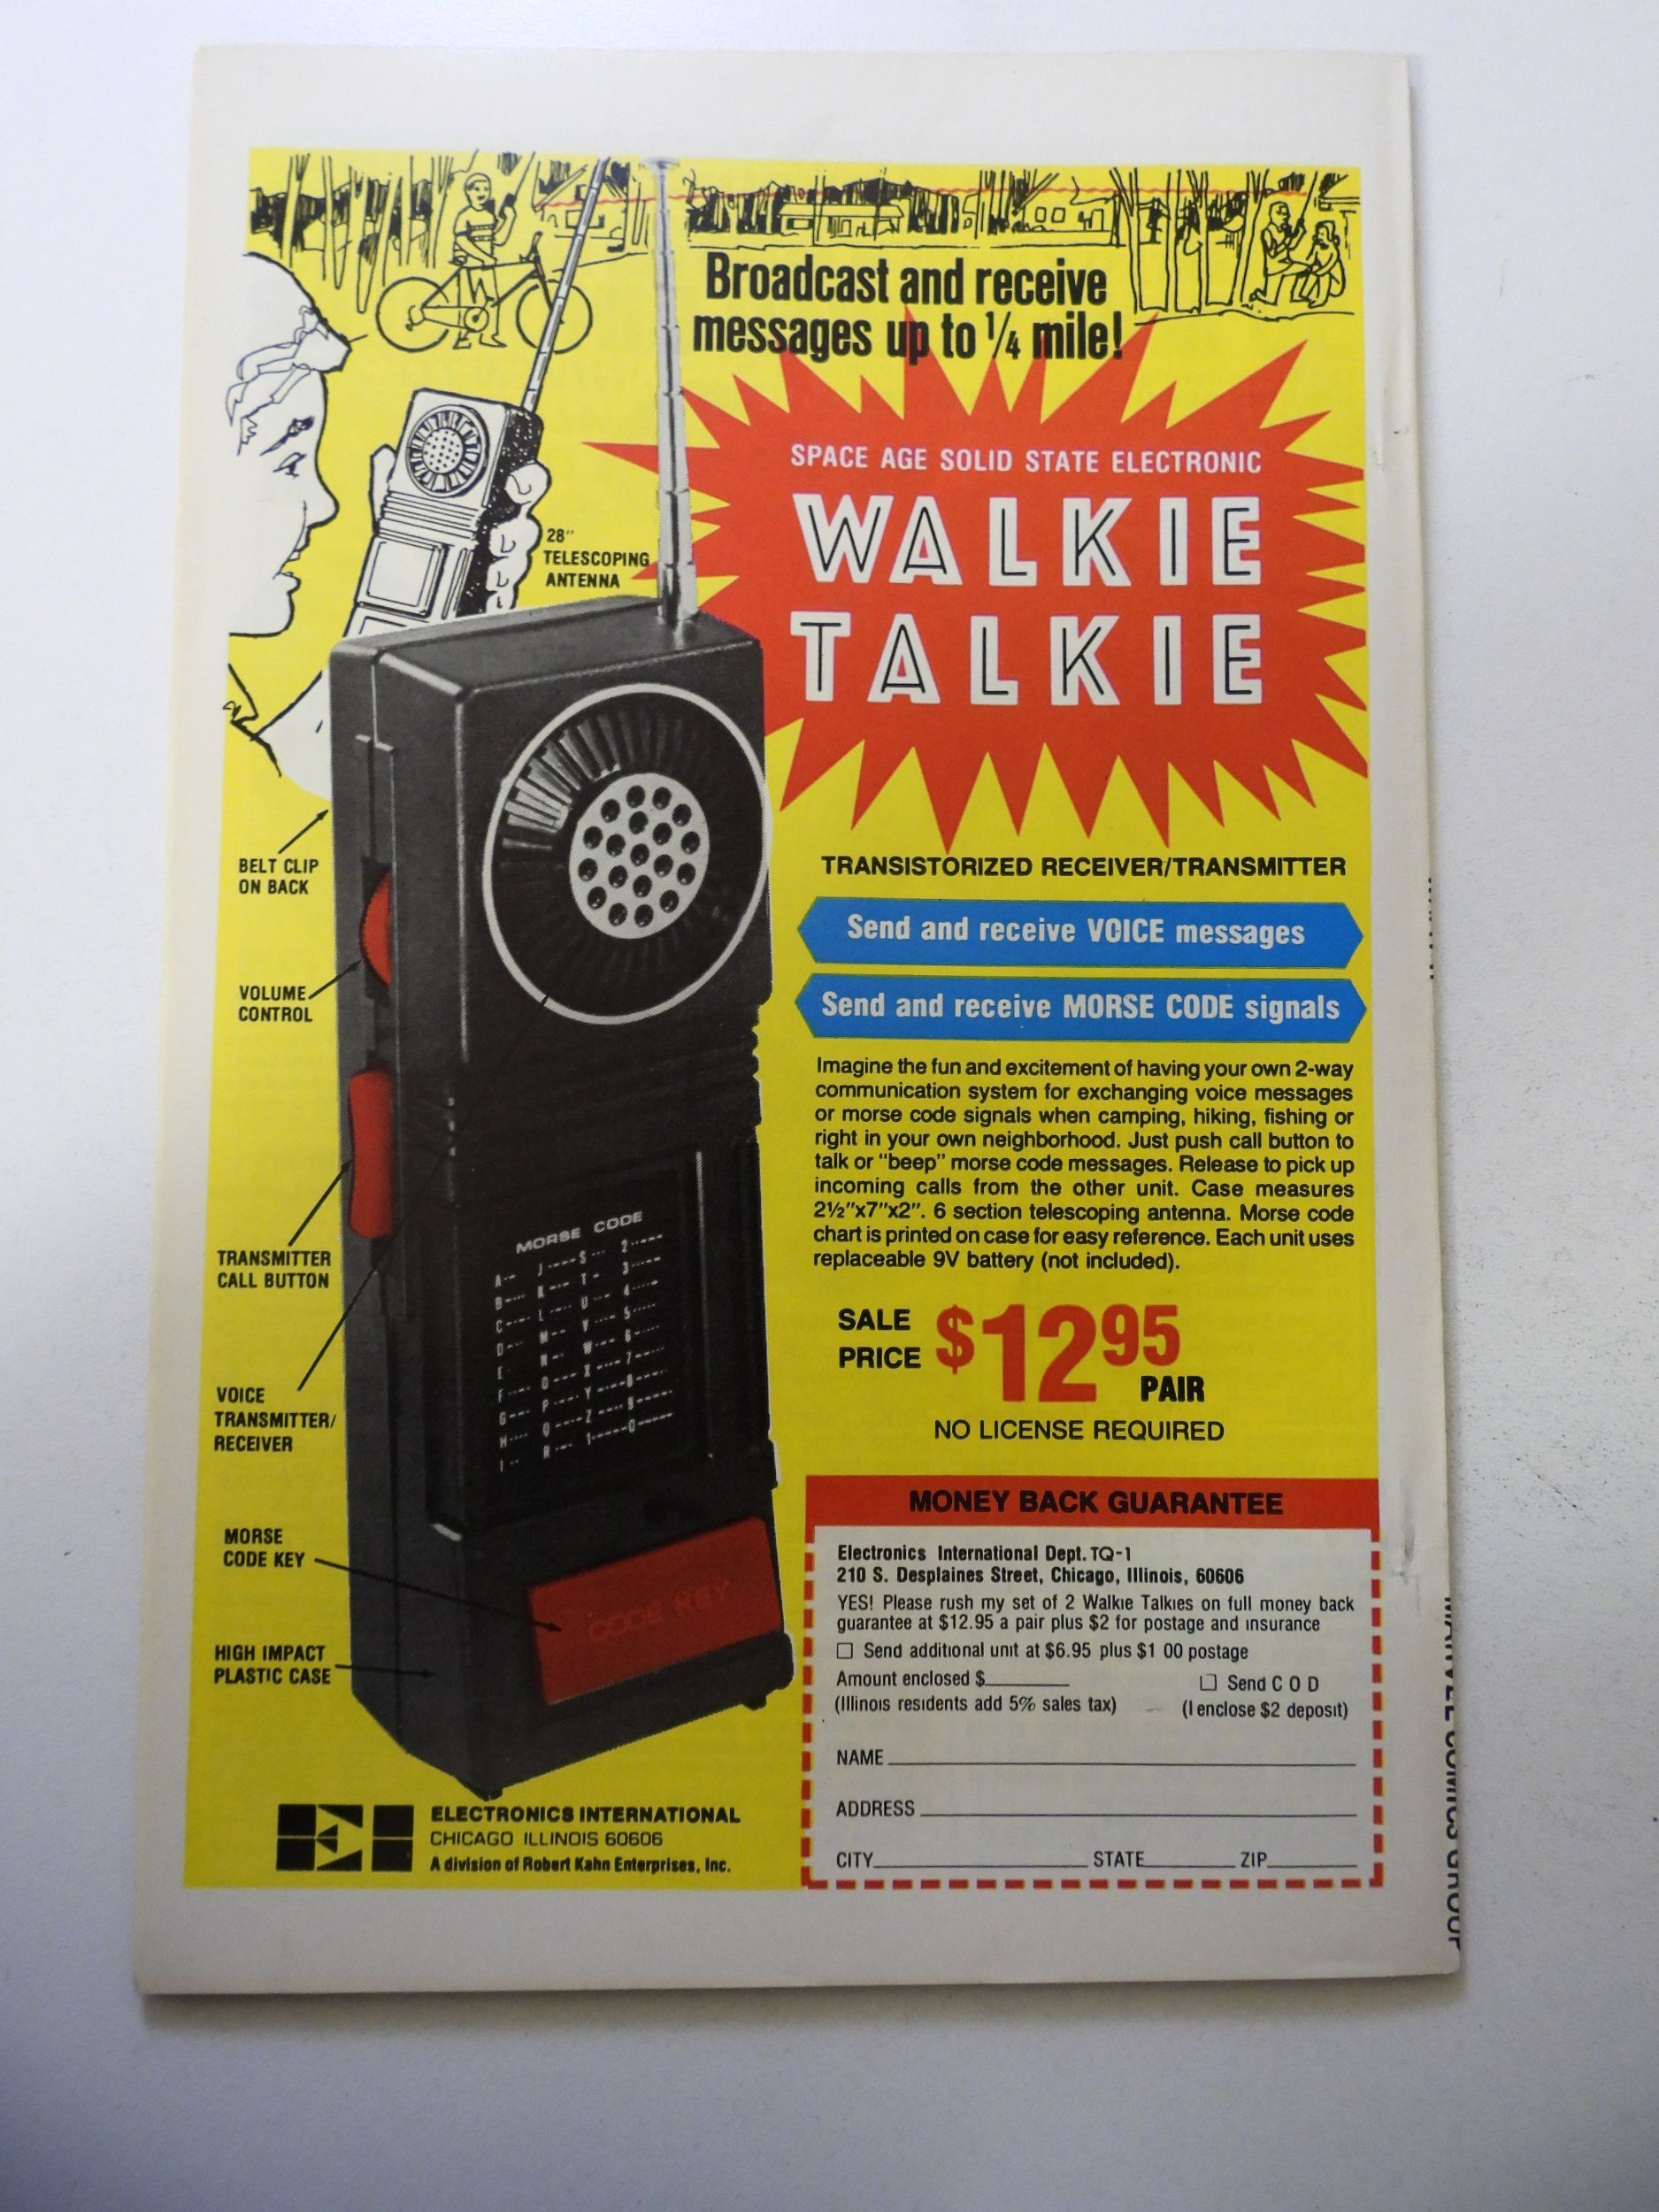 Broadcast and receive
messages up to ¼ mile!
SPACE AGE SOLID STATE ELECTRONIC
WALKIE
TALKIE
28"
TELESCOPING
ANTENNA
BELT CLIP
ON BACK
VOLUME
CONTROL
TRANSMITTER
CALL BUTTON
VOICE
TRANSMITTER/
RECEIVER
MORSE
CODE KEY
HIGH IMPACT
PLASTIC CASE
MORSE CODE
CODE KEY
TRANSISTORIZED RECEIVER/TRANSMITTER
Send and receive VOICE messages
Send and receive MORSE CODE signals
Imagine the fun and excitement of having your own 2-way
communication system for exchanging voice messages
or morse code signals when camping, hiking, fishing or
right in your own neighborhood. Just push call button to
talk or "beep" morse code messages. Release to pick up
incoming calls from the other unit. Case measures
2½"x7"x2". 6 section telescoping antenna. Morse code
chart is printed on case for easy reference. Each unit uses
replaceable 9V battery (not included).
SALE
PRICE $12 95
PAIR
NO LICENSE REQUIRED
MONEY BACK GUARANTEE
Electronics International Dept. TQ-1
210 S. Desplaines Street, Chicago, Illinois, 60606
YES! Please rush my set of 2 Walkie Talkies on full money back
guarantee at $12.95 a pair plus $2 for postage and insurance
Send additional unit at $6.95 plus $1 00 postage
Amount enclosed $ Send C O D
(Illinois residents add 5% sales tax) (I enclose $2 deposit)
NAME
ADDRESS
CITY STATE ZIP
ELECTRONICS INTERNATIONAL
CHICAGO ILLINOIS 60606
A division of Robert Kahn Enterprises, Inc.